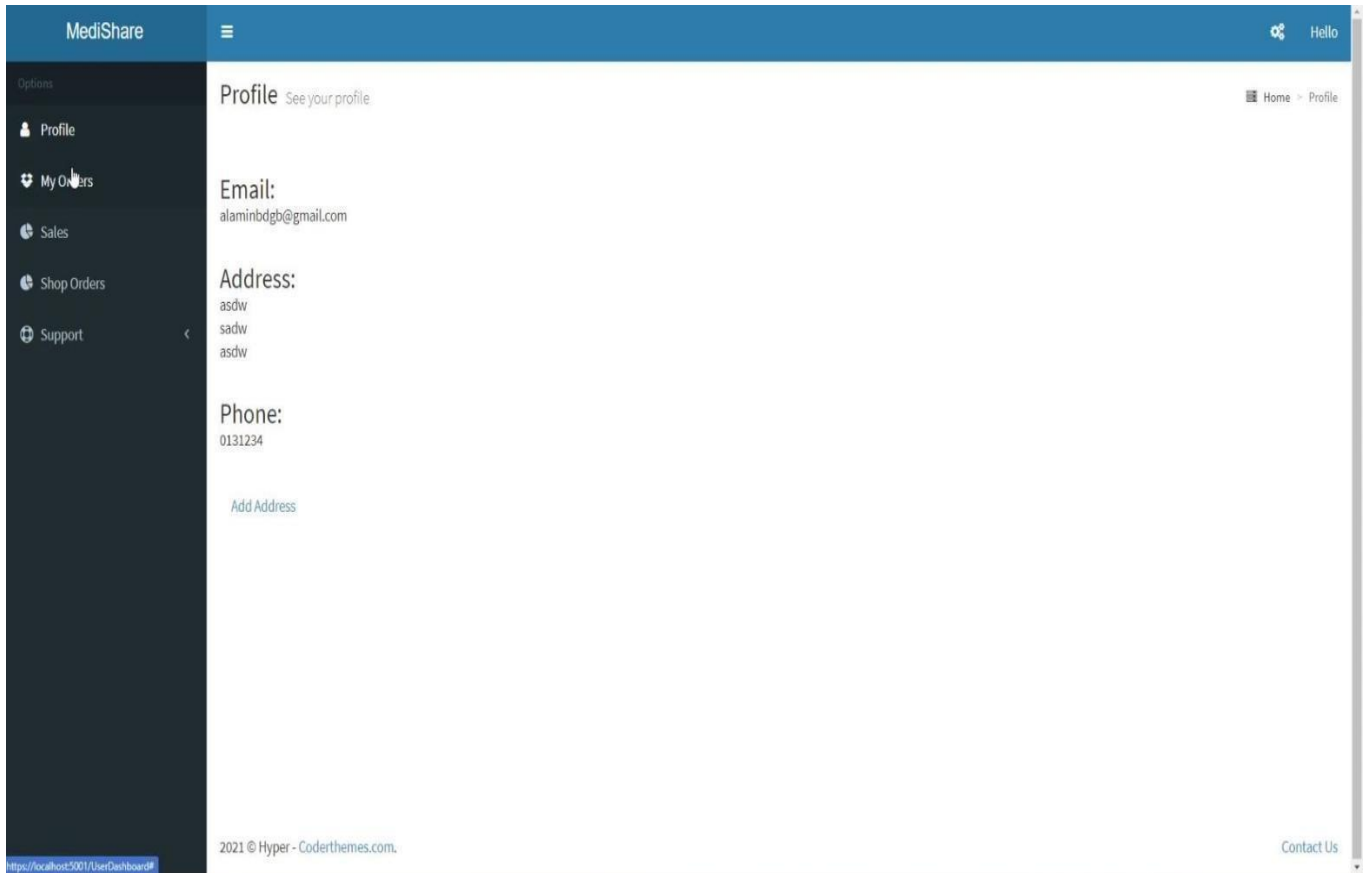 MediShare
Hello
Options
Profile
My Orders
Sales
Shop Orders
Support
Profile See your profile
Home > Profile
Email:
alaminbdgb@gmail.com
Address:
asdw
sadw
asdw
Phone:
0131234
Add Address
2021 © Hyper - Coderthemes.com.
Contact Us
https://localhost:5001/UserDashboard#